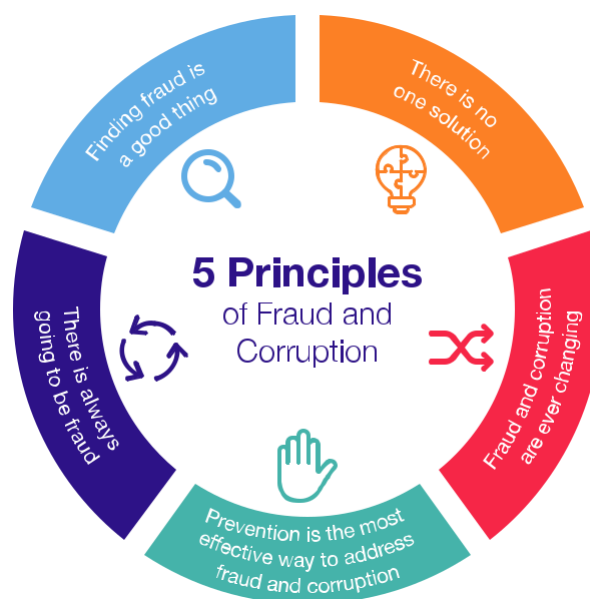 5 Principles
of Fraud and
Corruption
There is no
one solution
Fraud and corruption
are ever changing
Prevention is the most
effective way to address
fraud and corruption
There is always
going to be fraud
Finding fraud is
a good thing